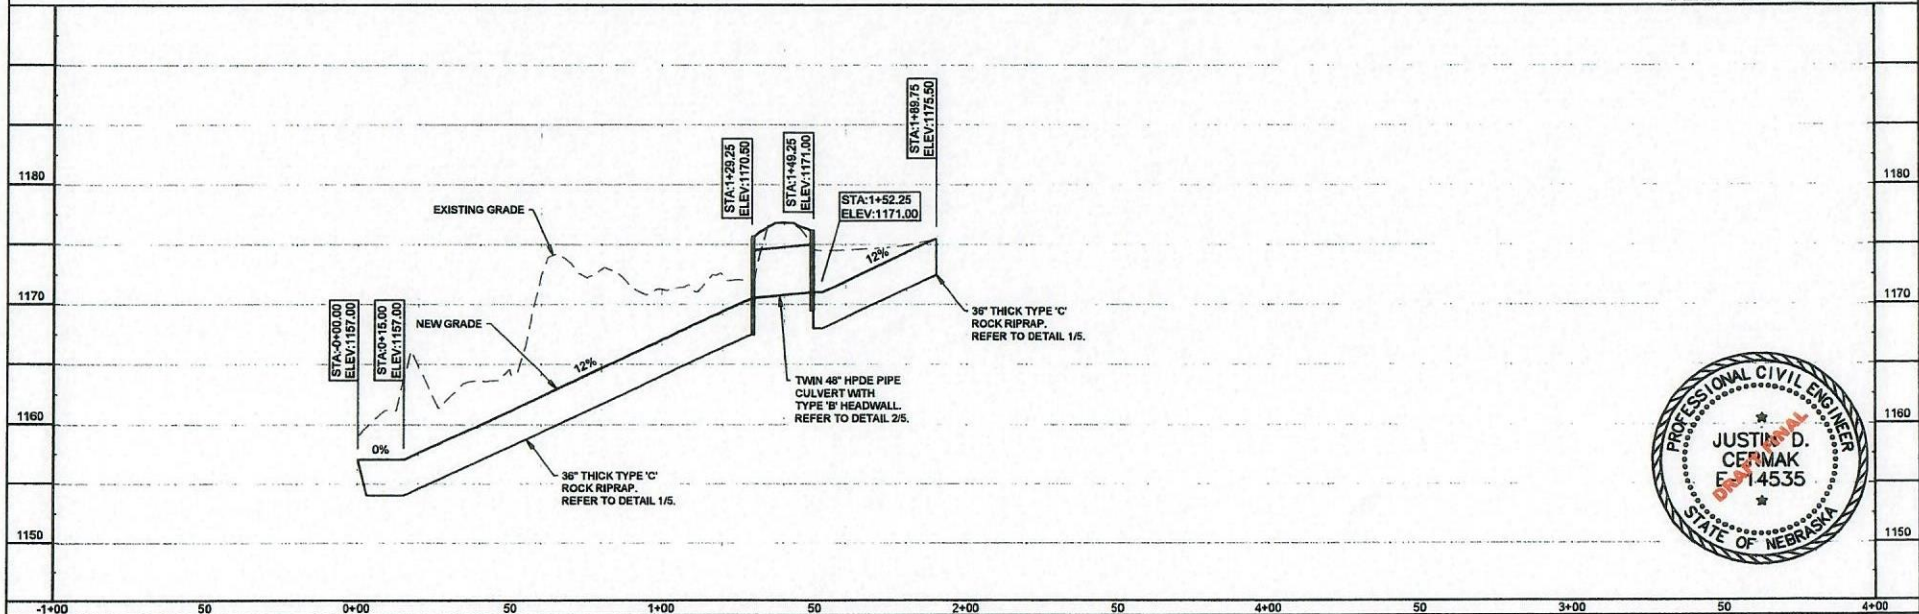 STA:1+89.75
ELEV:1175.50
STA:1+29.25
ELEV:1170.50
STA:1+49.25
ELEV:1171.00
1180
1180
EXISTING GRADE
STA:1+52.25
ELEV:1171.00
12%
1170
1170
STA:-0+00.00
ELEV:1157.00
STA:0+15.00
ELEV:1157.00
NEW GRADE
36" THICK TYPE 'C'
ROCK RIPRAP.
REFER TO DETAIL 1/5.
12%
TWIN 48" HPDE PIPE
CULVERT WITH
TYPE 'B' HEADWALL.
REFER TO DETAIL 2/5.
1160
1160
0%
36" THICK TYPE 'C'
ROCK RIPRAP.
REFER TO DETAIL 1/5.
PROFESSIONAL CIVIL ENGINEER
JUSTIN D.
CERMAK
E-14535
DRAFT FINAL
STATE OF NEBRASKA
1150
1150
-1+00 50 0+00 50 1+00 50 2+00 50 4+00 50 3+00 50 4+00